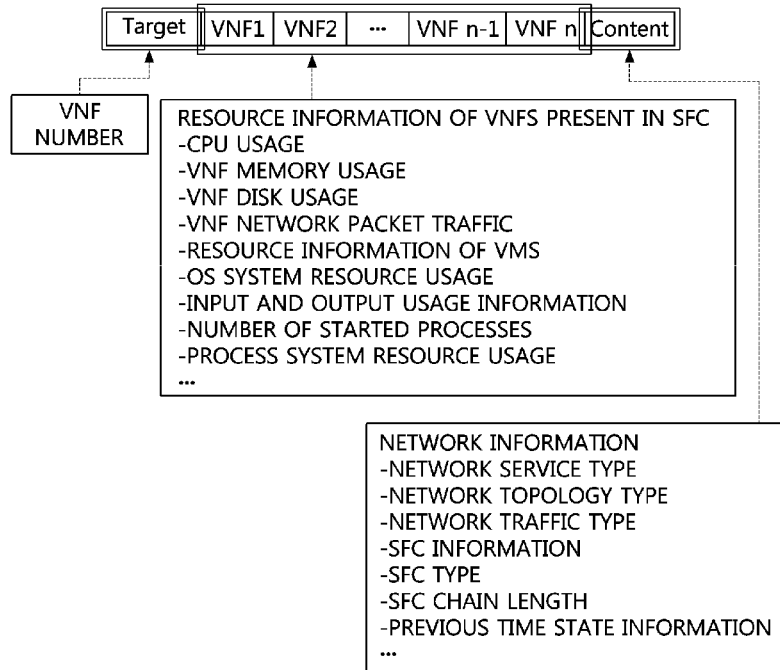 Target VNF1 VNF2 ... VNF n-1 VNF n Content
VNF
NUMBER
RESOURCE INFORMATION OF VNFS PRESENT IN SFC
-CPU USAGE
-VNF MEMORY USAGE
-VNF DISK USAGE
-VNF NETWORK PACKET TRAFFIC
-RESOURCE INFORMATION OF VMS
-OS SYSTEM RESOURCE USAGE
-INPUT AND OUTPUT USAGE INFORMATION
-NUMBER OF STARTED PROCESSES
-PROCESS SYSTEM RESOURCE USAGE
...
NETWORK INFORMATION
-NETWORK SERVICE TYPE
-NETWORK TOPOLOGY TYPE
-NETWORK TRAFFIC TYPE
-SFC INFORMATION
-SFC TYPE
-SFC CHAIN LENGTH
-PREVIOUS TIME STATE INFORMATION
...